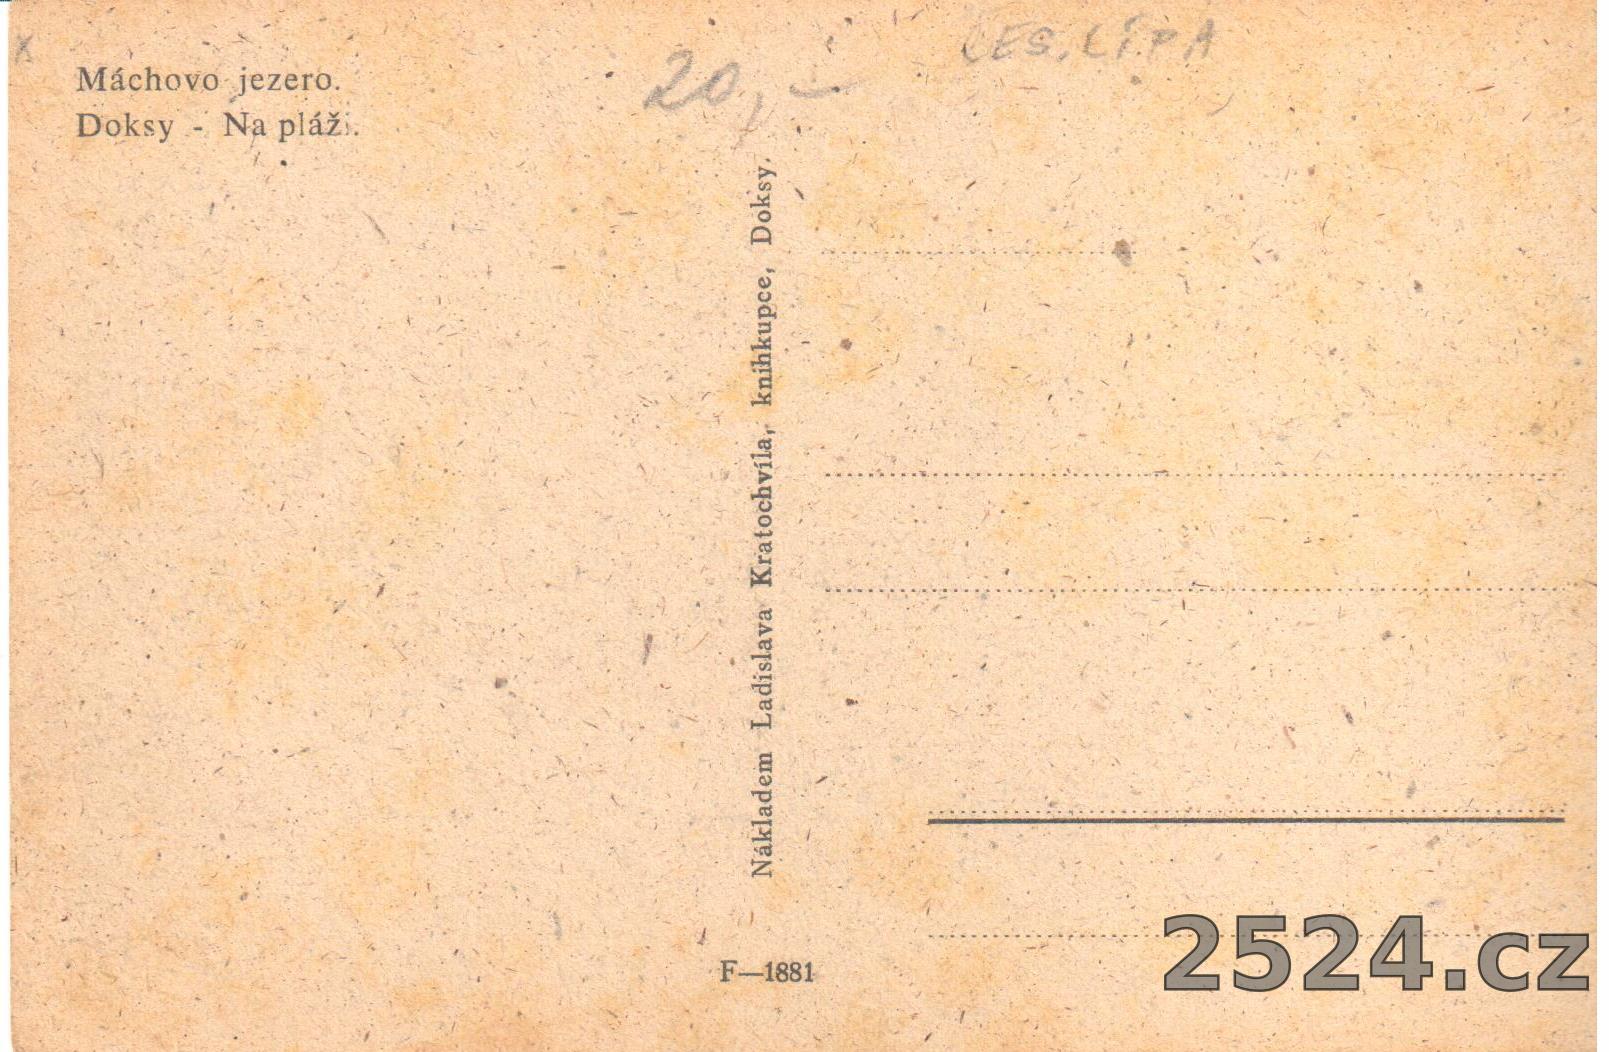 x
Máchovo jezero.
Doksy - Na pláži.
20,-
ČES. LÍPA
Nákladem Ladislava Kratochvíla, knihkupce, Doksy.
F—1881
2524.cz